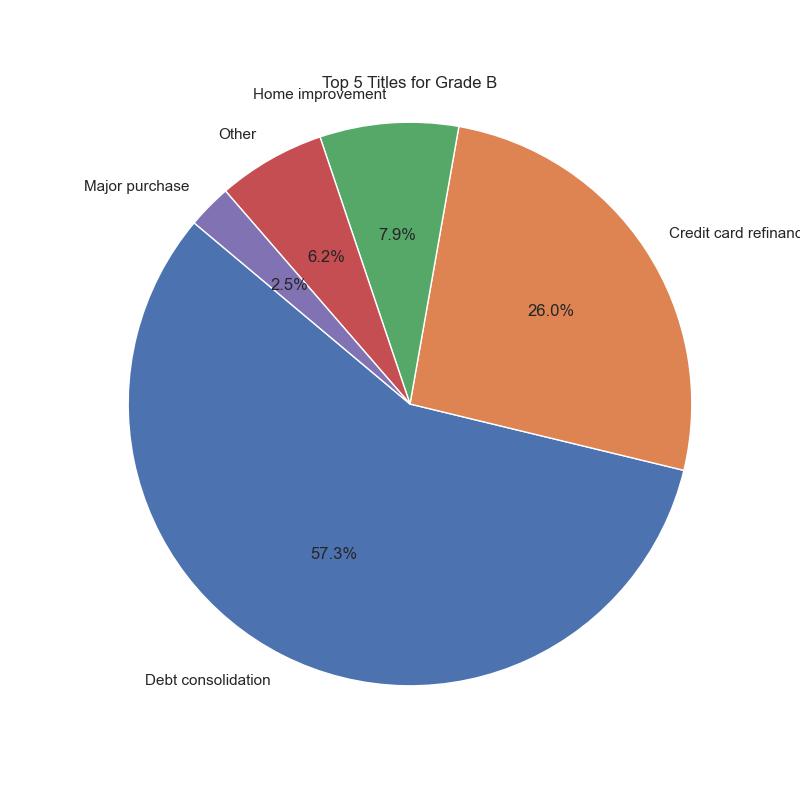 Top 5 Titles for Grade B
Home improvement
Other
Major purchase
Credit card refinanc
7.9%
6.2%
2.5%
26.0%
57.3%
Debt consolidation